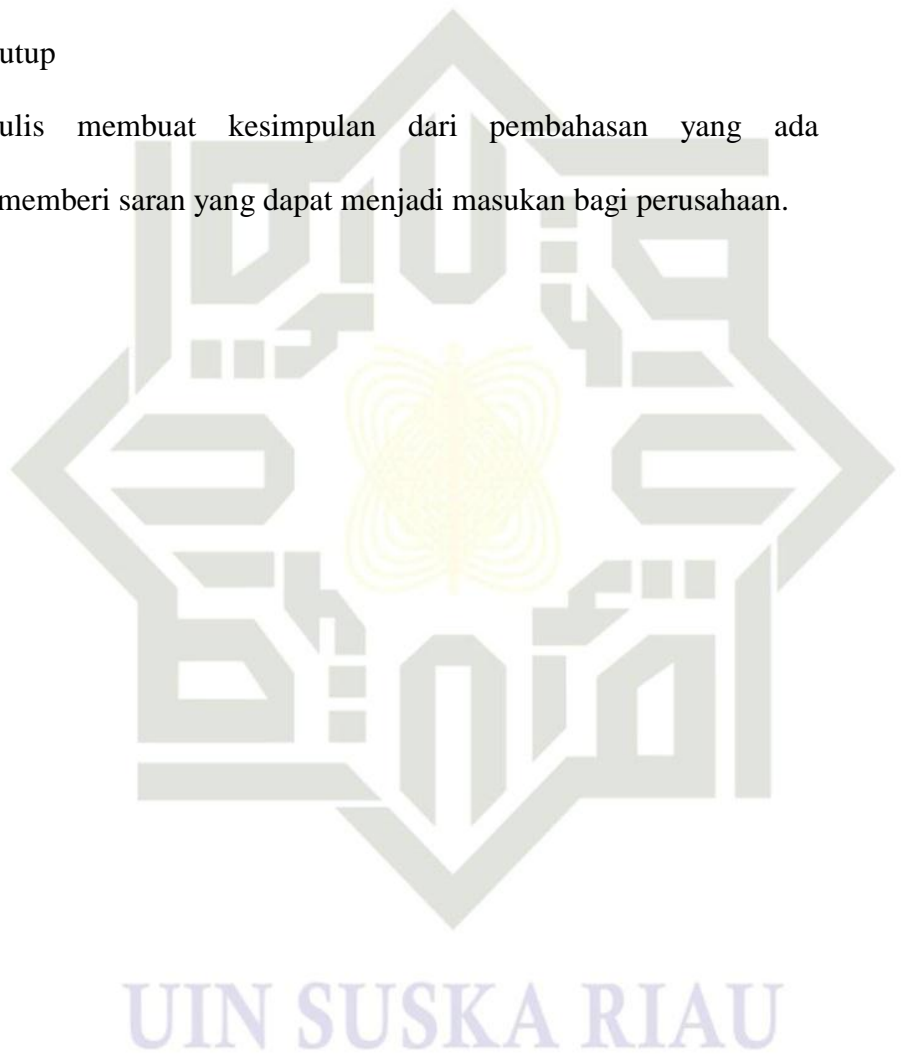 utup
ulis membuat kesimpulan dari pembahasan yang ada
memberi saran yang dapat menjadi masukan bagi perusahaan.
UIN SUSKA RIAU